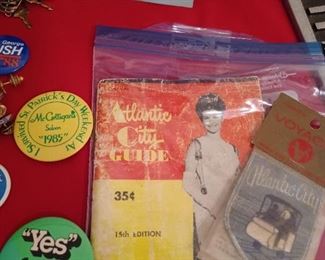 George
USH
'88
I Survived St. Patrick's Day Weekend At
McGettigan's
Saloon
"1985"
"Yes"
Atlantic
City
GUIDE
35¢
15th EDITION
VOYAG
Atlantic City